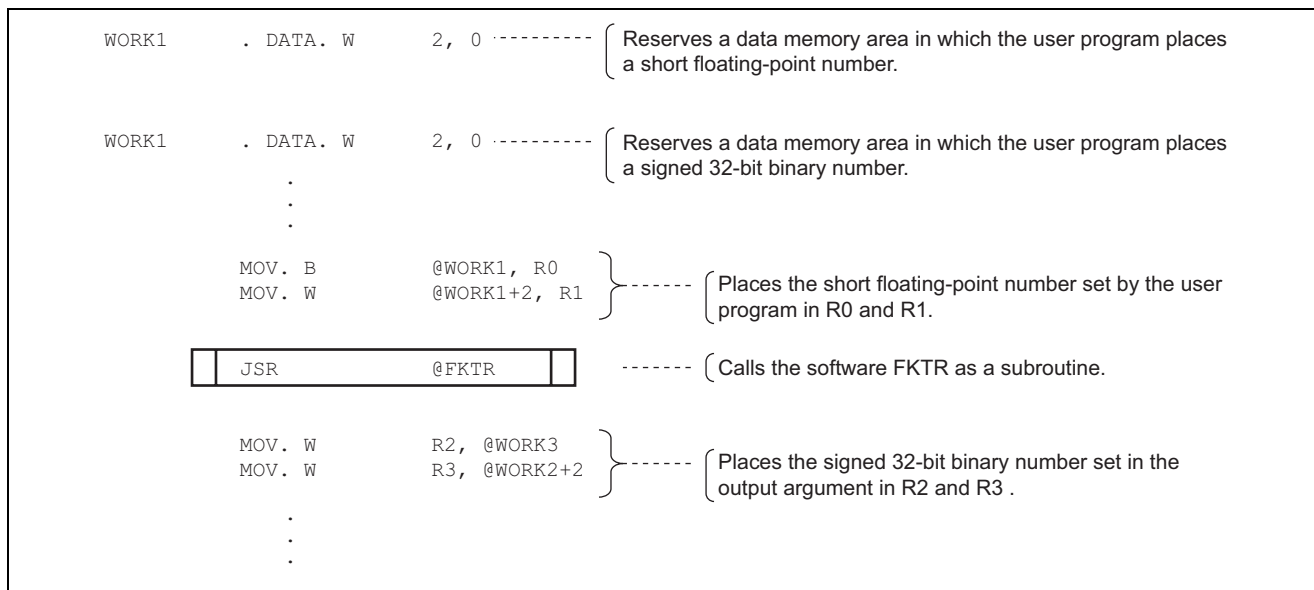 WORK1 . DATA. W 2, 0 Reserves a data memory area in which the user program places
a short floating-point number.
WORK1 . DATA. W 2, 0 Reserves a data memory area in which the user program places
a signed 32-bit binary number.
.
.
.
MOV. B @WORK1, R0
MOV. W @WORK1+2, R1
Places the short floating-point number set by the user
program in R0 and R1.
JSR @FKTR Calls the software FKTR as a subroutine.
MOV. W R2, @WORK3
MOV. W R3, @WORK2+2
Places the signed 32-bit binary number set in the
output argument in R2 and R3 .
.
.
.